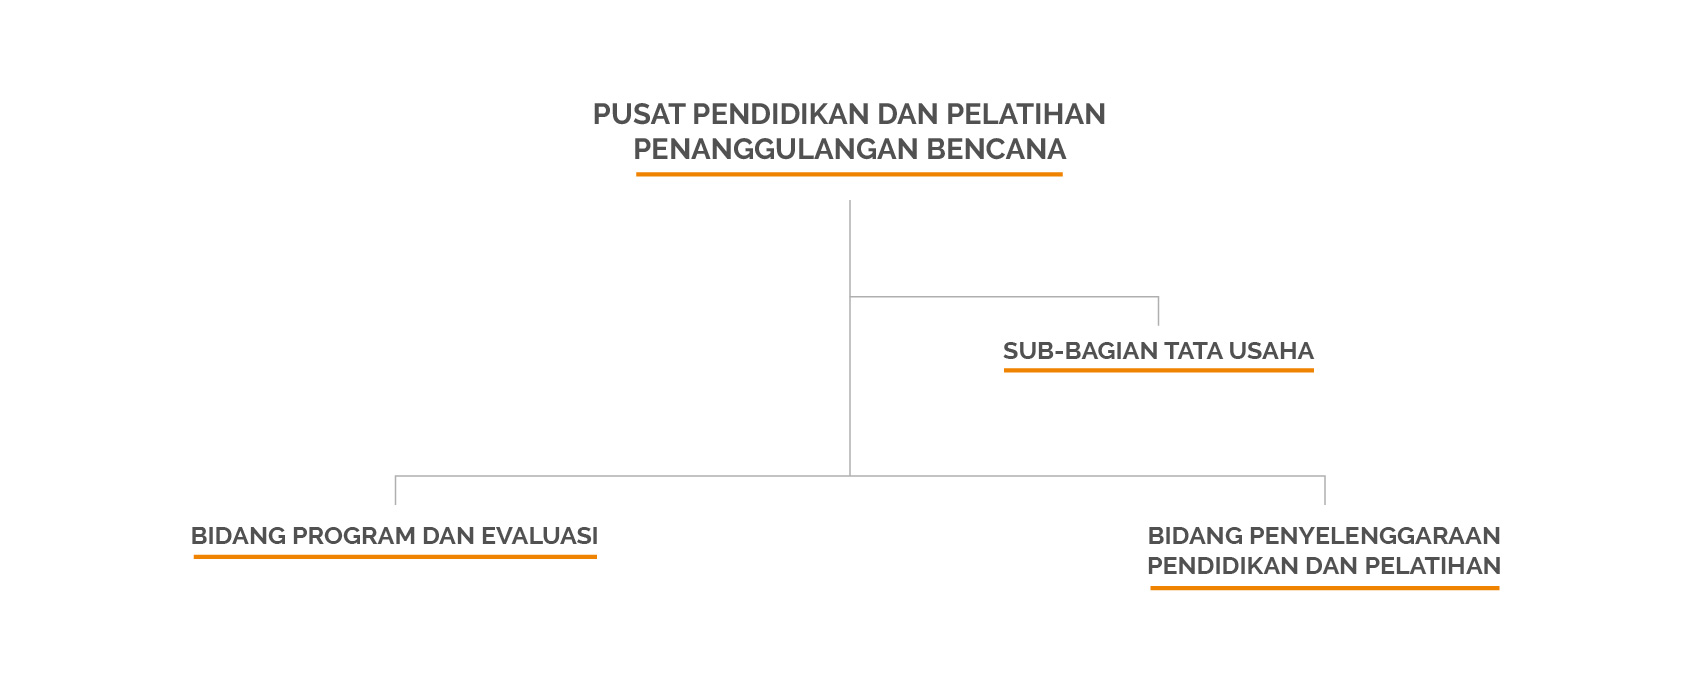 PUSAT PENDIDIKAN DAN PELATIHAN
PENANGGULANGAN BENCANA
SUB-BAGIAN TATA USAHA
BIDANG PROGRAM DAN EVALUASI
BIDANG PENYELENGGARAAN
PENDIDIKAN DAN PELATIHAN